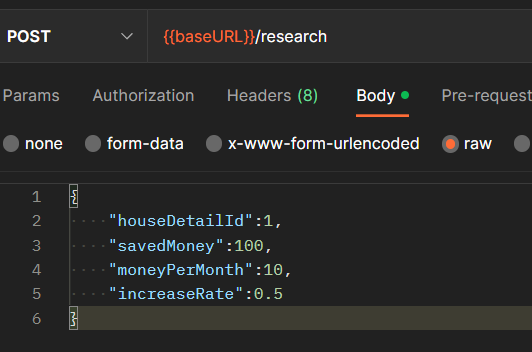 POST {{baseURL}}/research
Params Authorization Headers (8) Body Pre-request
none form-data x-www-form-urlencoded raw
1 {
2 "houseDetailId":1,
3 "savedMoney":100,
4 "moneyPerMonth":10,
5 "increaseRate":0.5
6 }